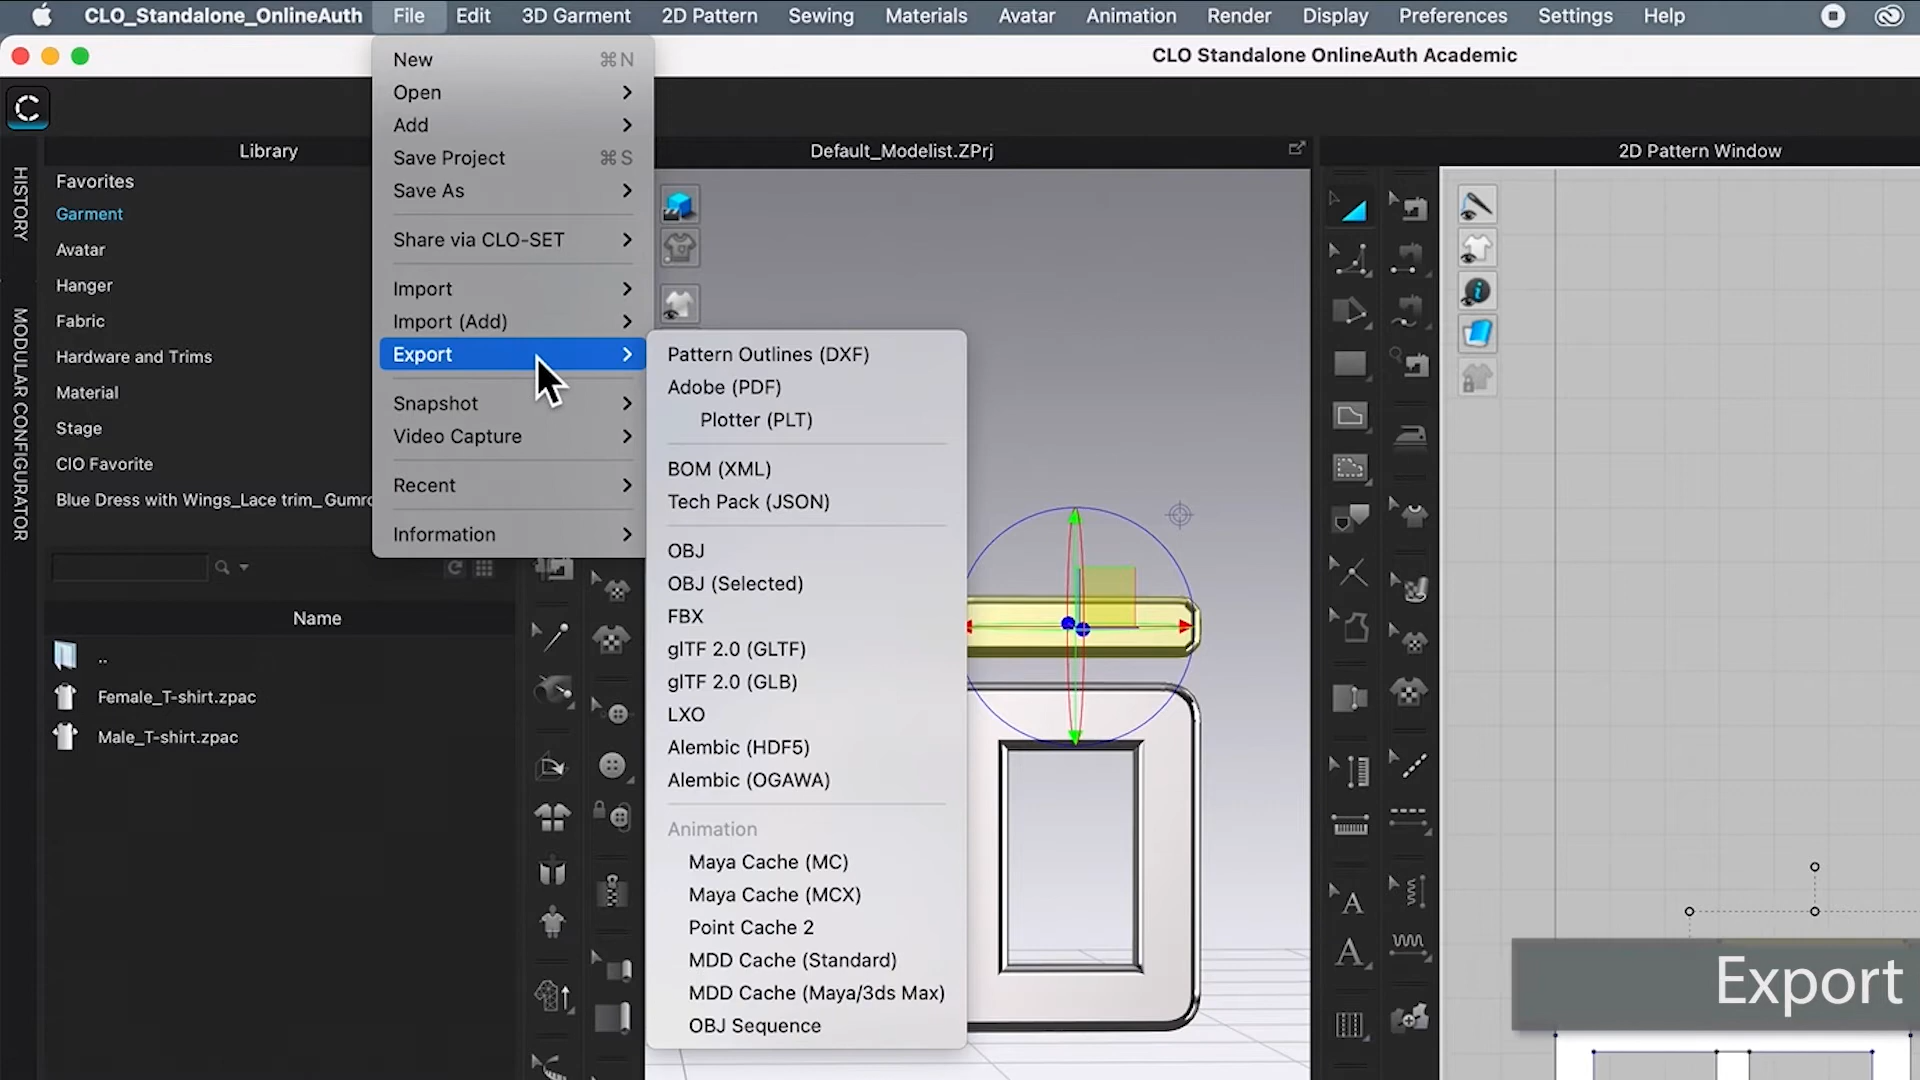 CLO_Standalone_OnlineAuth File Edit 3D Garment 2D Pattern Sewing Materials Avatar Animation Render Display Preferences Settings Help
CLO Standalone OnlineAuth Academic
HISTORY
MODULAR CONFIGURATOR
Library
Favorites
Garment
Avatar
Hanger
Fabric
Hardware and Trims
Material
Stage
ClO Favorite
Blue Dress with Wings_Lace trim_Gumro
Name
..
Female_T-shirt.zpac
Male_T-shirt.zpac
New ⌘N
Open
Add
Save Project ⌘S
Save As
Share via CLO-SET
Import
Import (Add)
Export
Snapshot
Video Capture
Recent
Information
Pattern Outlines (DXF)
Adobe (PDF)
Plotter (PLT)
BOM (XML)
Tech Pack (JSON)
OBJ
OBJ (Selected)
FBX
glTF 2.0 (GLTF)
glTF 2.0 (GLB)
LXO
Alembic (HDF5)
Alembic (OGAWA)
Animation
Maya Cache (MC)
Maya Cache (MCX)
Point Cache 2
MDD Cache (Standard)
MDD Cache (Maya/3ds Max)
OBJ Sequence
Default_Modelist.ZPrj
2D Pattern Window
A
A
Export